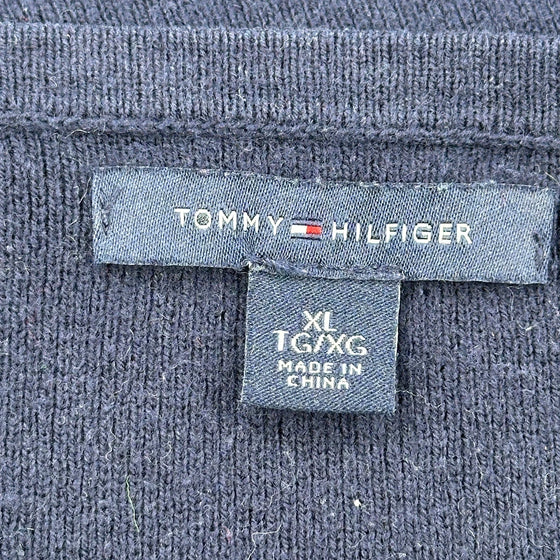 TOMMY HILFIGER
XL
TG/XG
MADE IN
CHINA